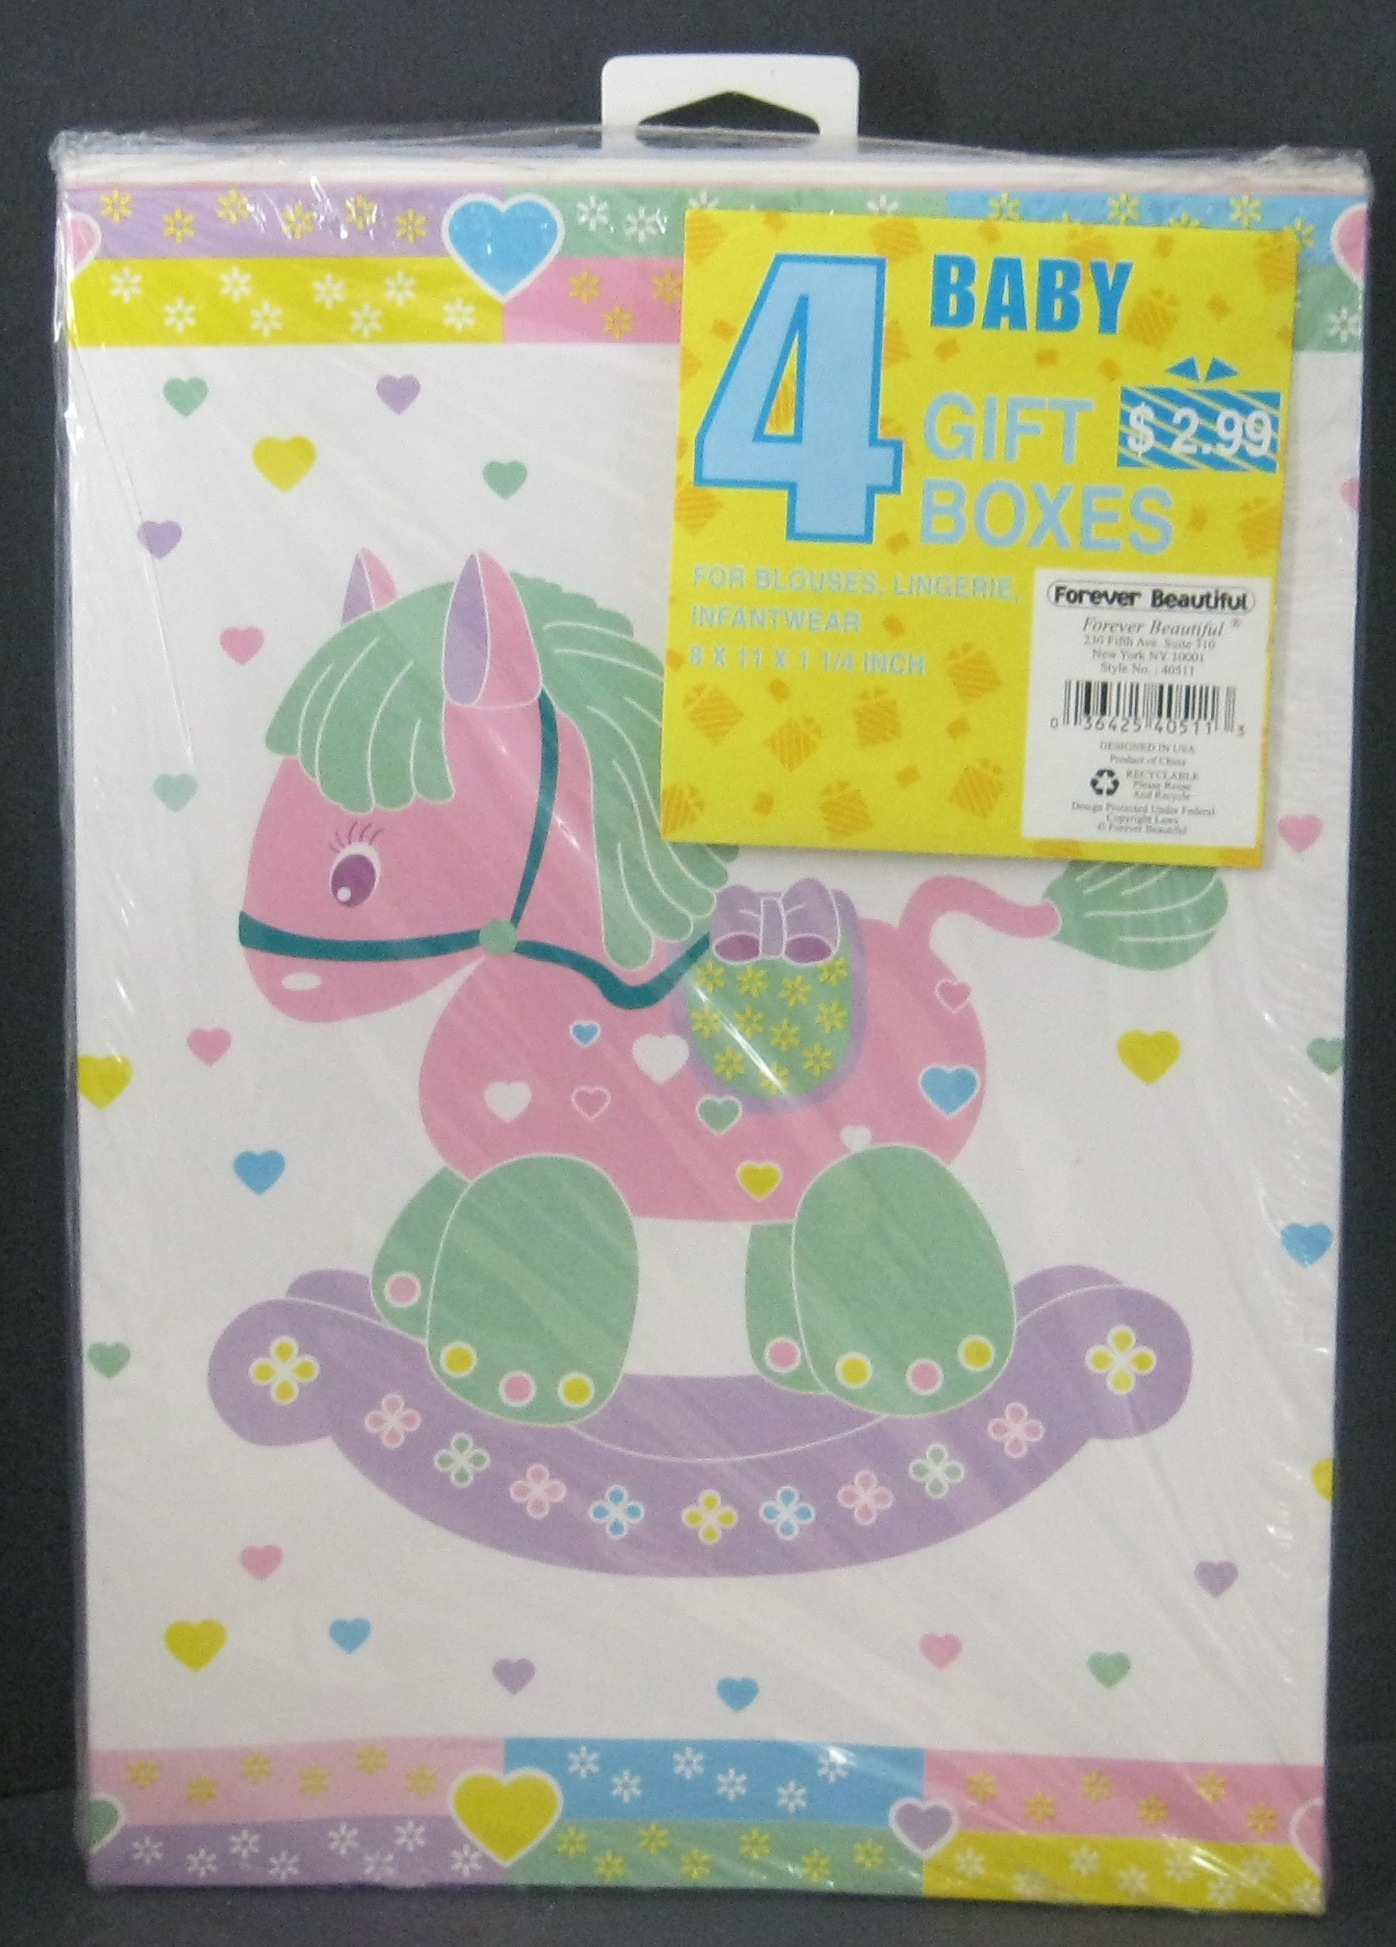 4 BABY
GIFT
$ 2.99
BOXES
FOR BLOUSES, LINGERIE,
INFANTWEAR
8 X 11 X 1 1/4 INCH
Forever Beautiful
Forever Beautiful ®
230 Fifth Ave. Suite 516
New York NY 10001
Style No. : 40511
0 36425 40511 3
DESIGNED IN USA
Product of China
RECYCLABLE
Please Reuse
And Recycle
Design Protected Under Federal
Copyright Laws
© Forever Beautiful